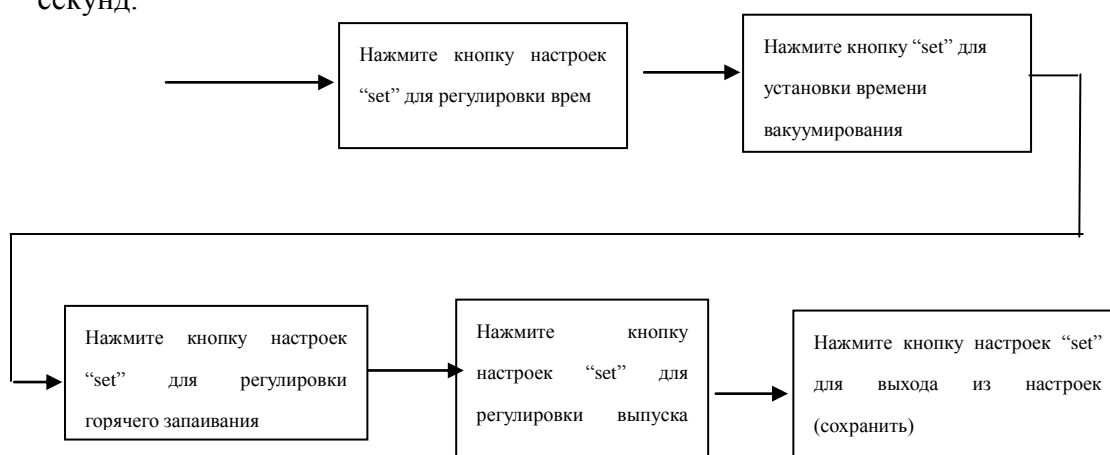 секунд.
Нажмите кнопку настроек
“set” для регулировки врем
Нажмите кнопку “set” для
установки времени
вакуумирования
Нажмите кнопку настроек
“set” для регулировки
горячего запаивания
Нажмите кнопку
настроек “set” для
регулировки выпуска
Нажмите кнопку настроек “set”
для выхода из настроек
(сохранить)